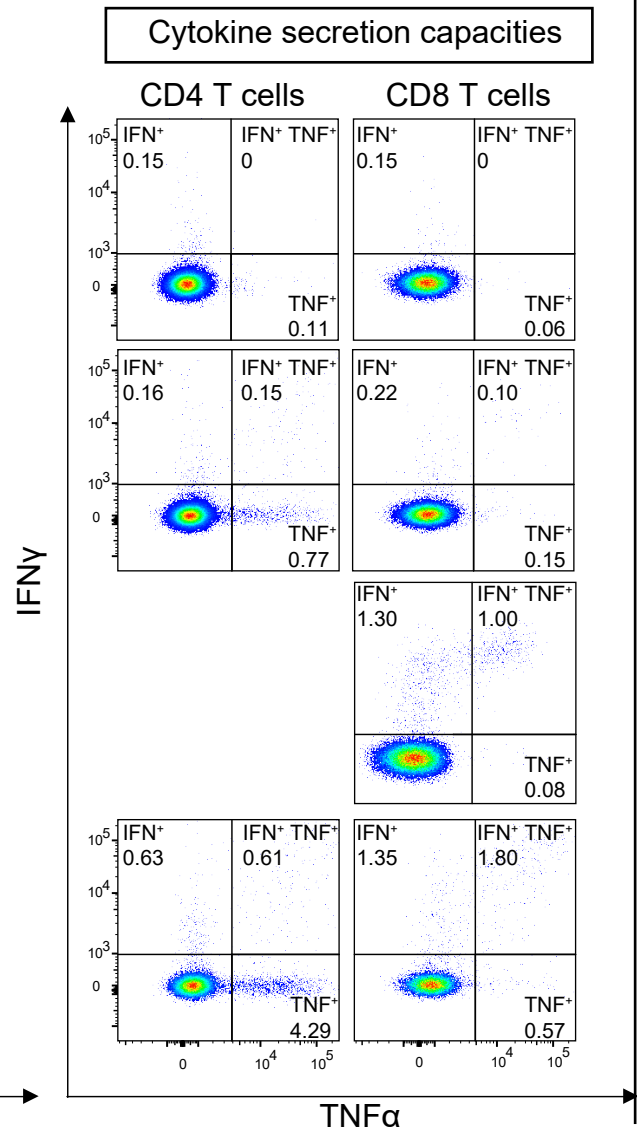 Cytokine secretion capacities
CD4 T cells CD8 T cells
IFN⁺ IFN⁺ TNF⁺ IFN⁺ IFN⁺ TNF⁺
0.15 0 0.15 0
10⁵
10⁴
10³
0
TNF⁺ TNF⁺
0.11 0.06
IFN⁺ IFN⁺ TNF⁺ IFN⁺ IFN⁺ TNF⁺
0.16 0.15 0.22 0.10
10⁵
10⁴
10³
0
TNF⁺ TNF⁺
0.77 0.15
IFN⁺ IFN⁺ TNF⁺
1.30 1.00
TNF⁺
0.08
IFN⁺ IFN⁺ TNF⁺ IFN⁺ IFN⁺ TNF⁺
0.63 0.61 1.35 1.80
10⁵
10⁴
10³
0
TNF⁺ TNF⁺
4.29 0.57
0 10⁴ 10⁵ 0 10⁴ 10⁵
IFNγ
TNFα